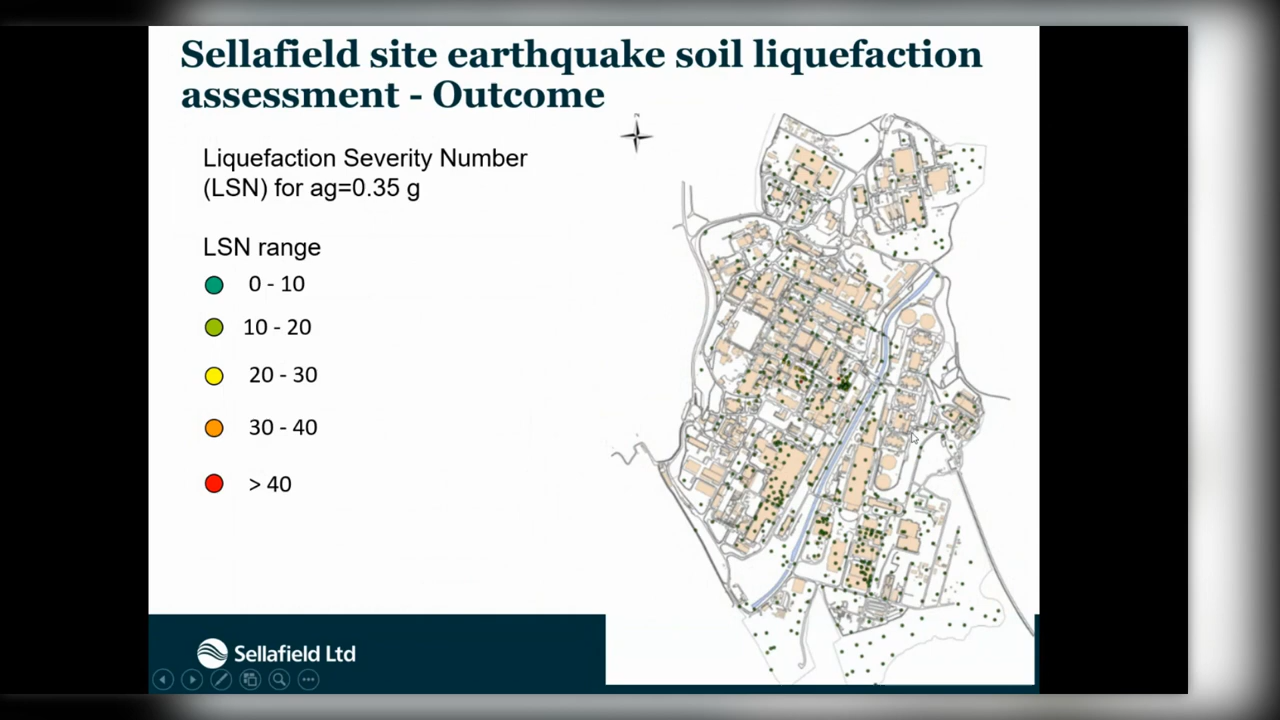 Sellafield site earthquake soil liquefaction
assessment - Outcome
Liquefaction Severity Number
(LSN) for ag=0.35 g
LSN range
0 - 10
10 - 20
20 - 30
30 - 40
> 40
Sellafield Ltd